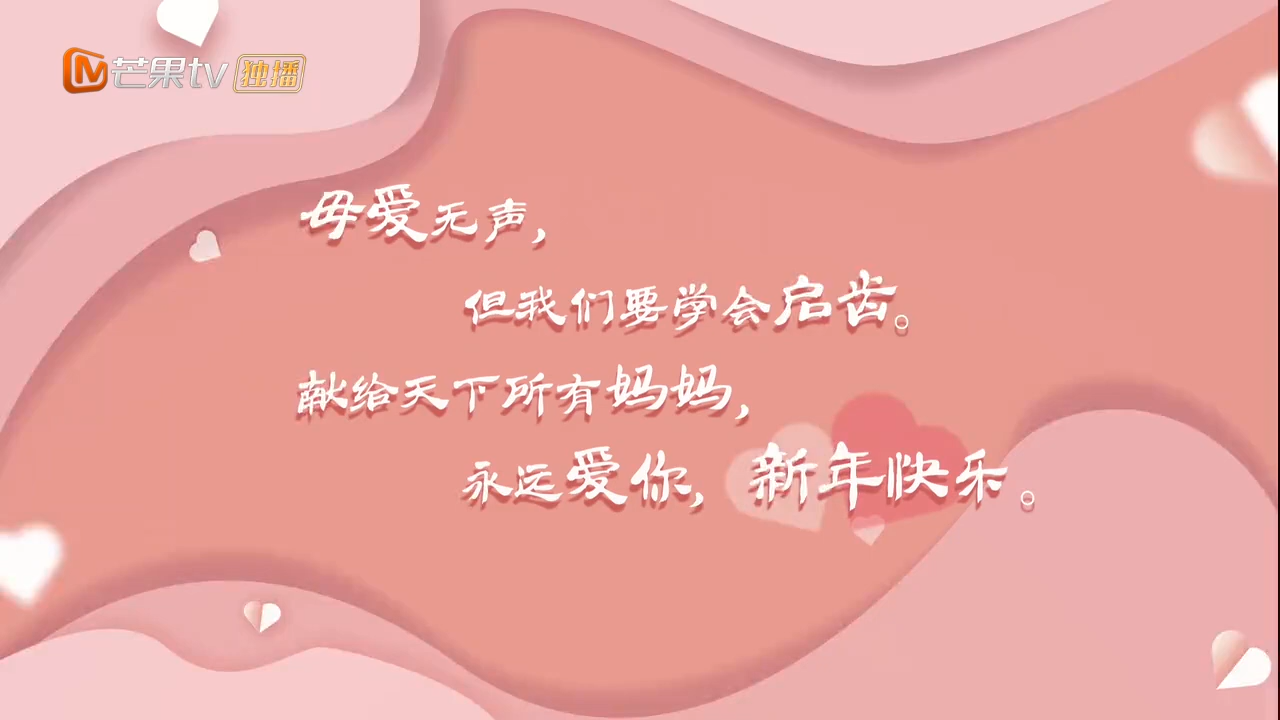 芒果tv 独播
母爱无声,
但我们要学会启齿。
献给天下所有妈妈,
永远爱你, 新年快乐。